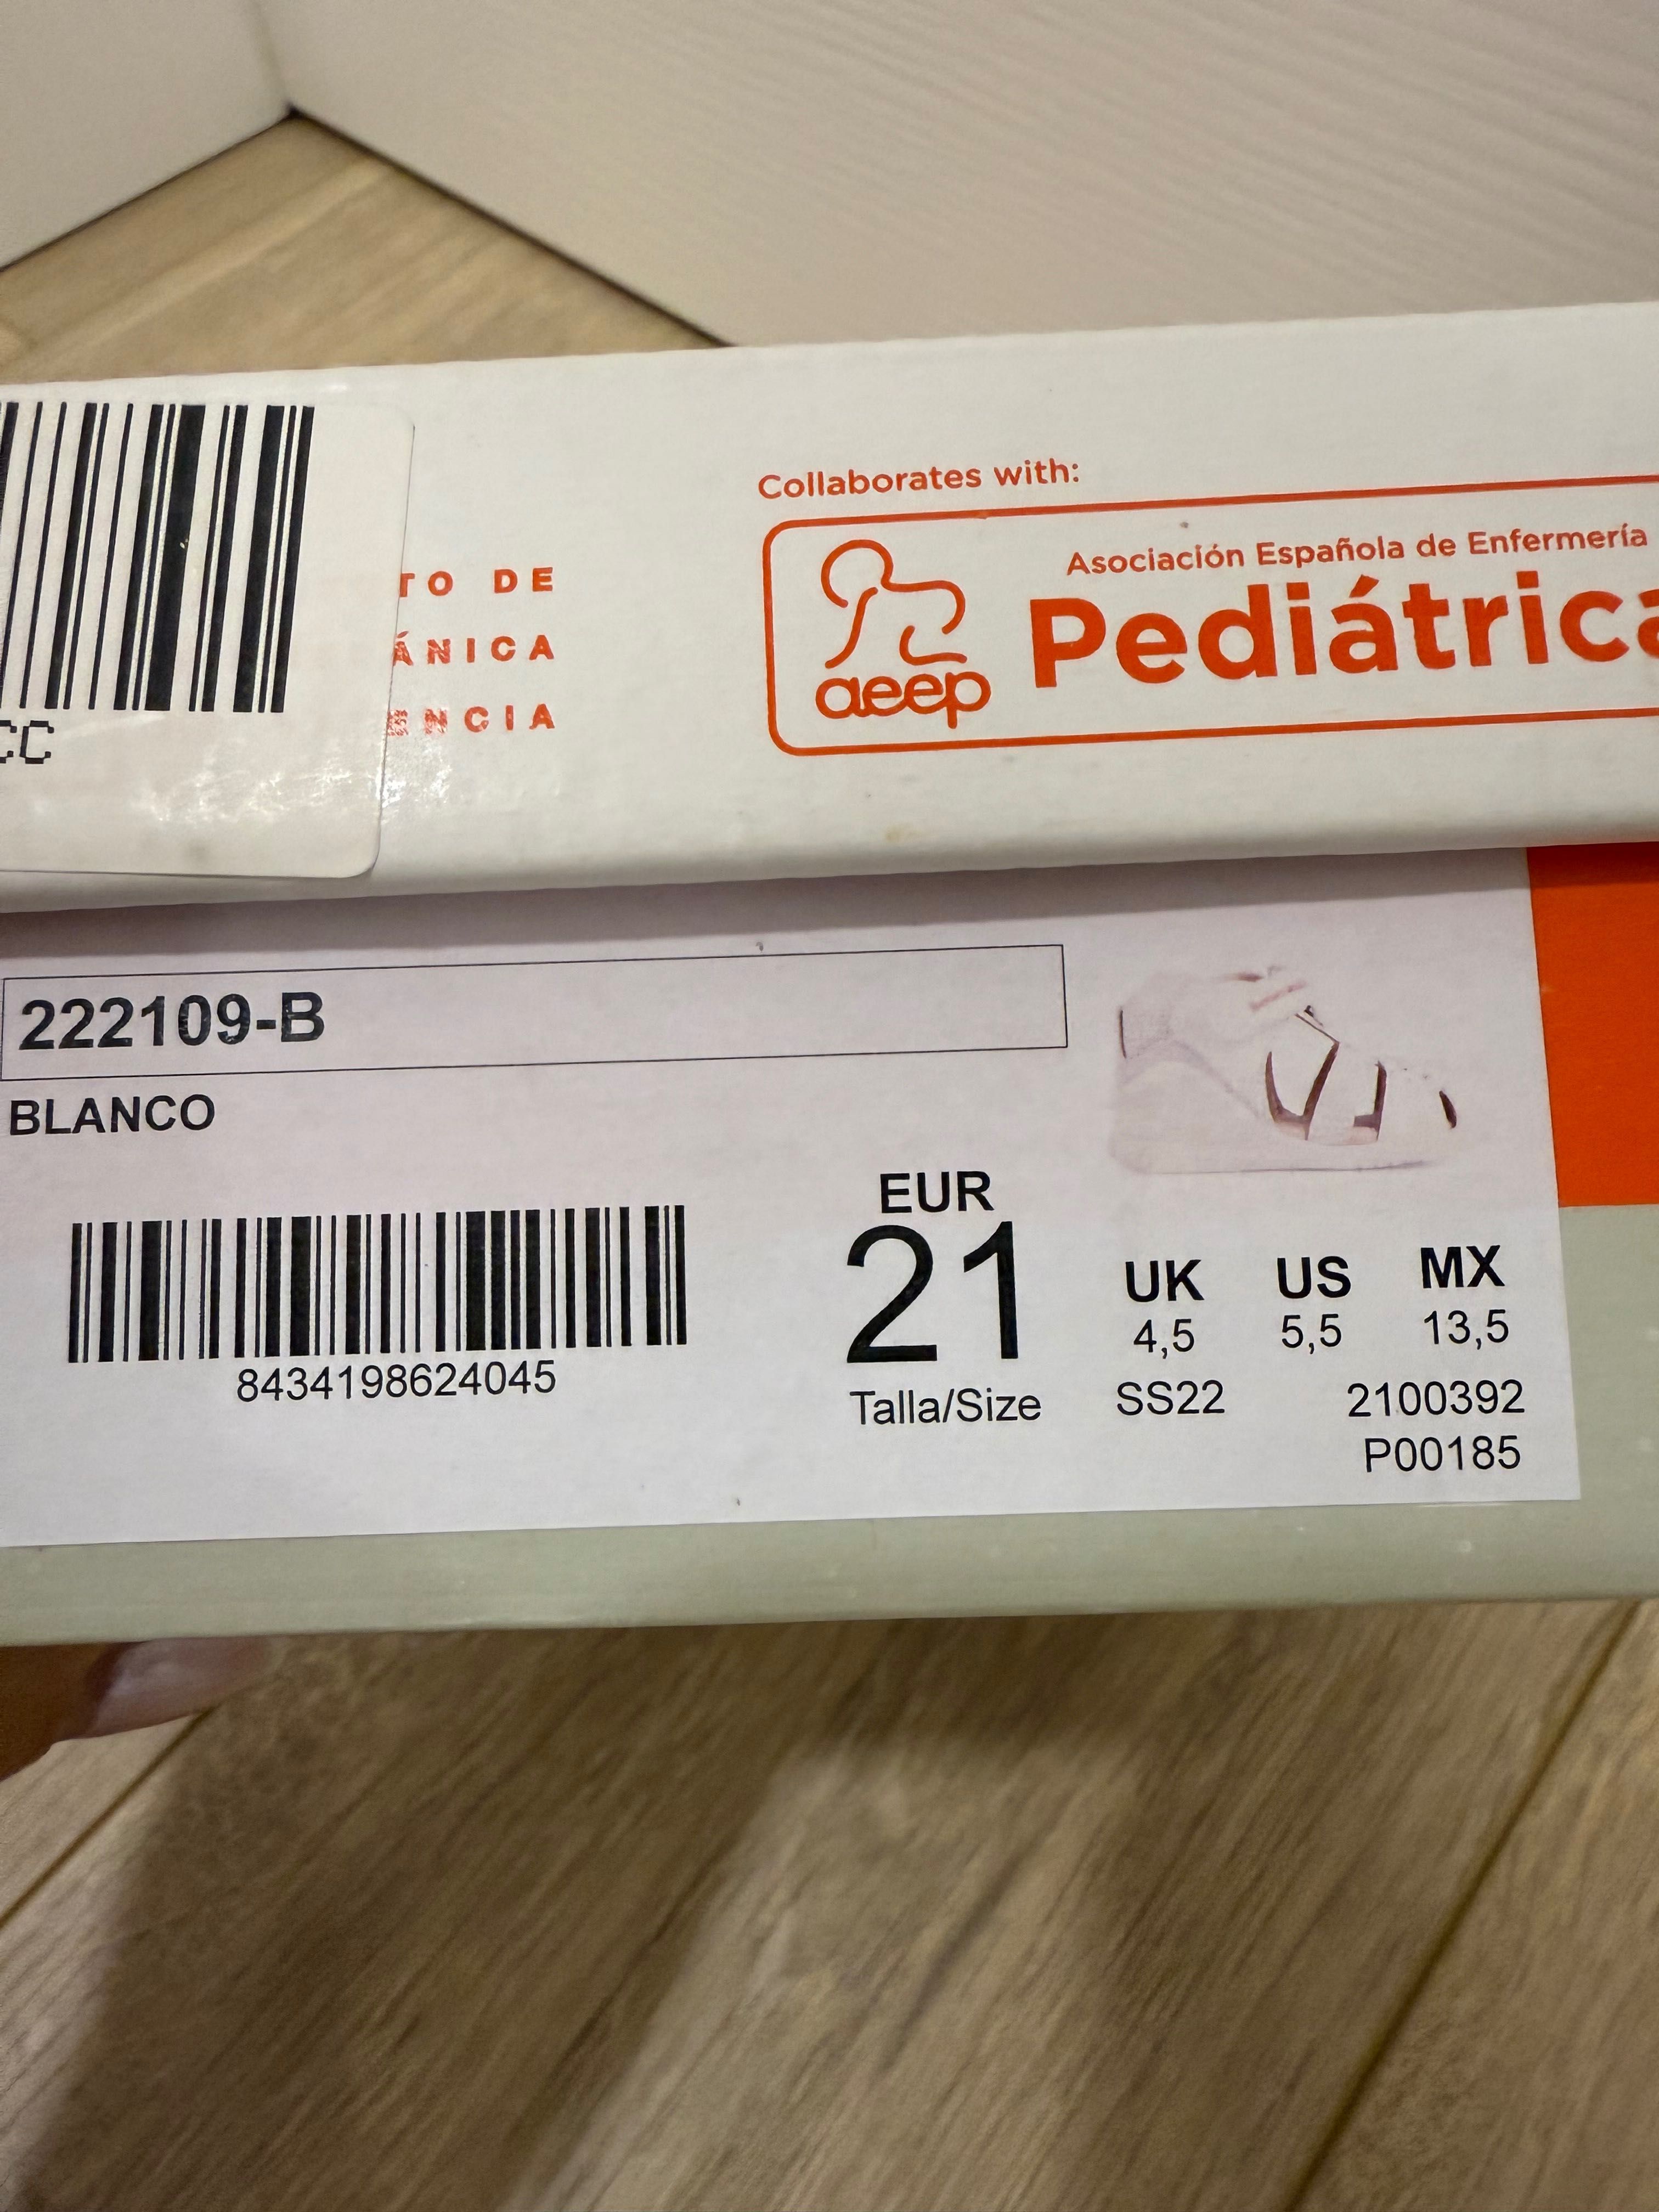 CC
TO DE
ÁNICA
ENCIA
Collaborates with:
aeep
Asociación Española de Enfermería
Pediátrica
222109-B
BLANCO
8434198624045
EUR
21
Talla/Size
UK US MX
4,5 5,5 13,5
SS22 2100392
P00185